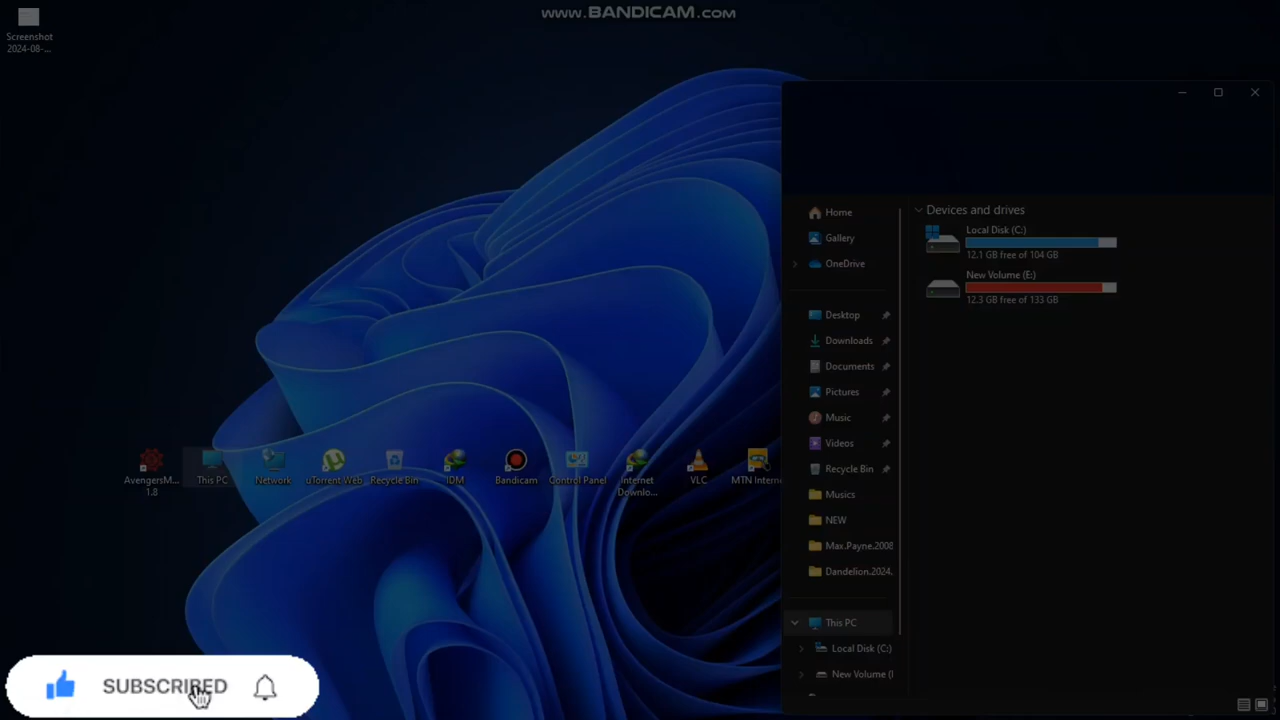 www.BANDICAM.com
Screenshot
2024-08-...
Home
Gallery
OneDrive
Desktop
Downloads
Documents
Pictures
Music
Videos
Recycle Bin
Musics
NEW
Max.Payne.2008
Dandelion.2024.
This PC
Local Disk (C:)
New Volume (
Devices and drives
Local Disk (C:)
12.1 GB free of 104 GB
New Volume (E:)
12.3 GB free of 133 GB
AvengersM...
1.8
This PC
Network
uTorrent Web
Recycle Bin
IDM
Bandicam
Control Panel
Internet
Downlo...
VLC
MTN Intern
SUBSCRIBED